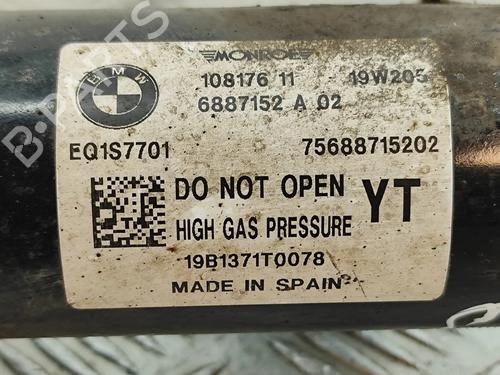 BMW
MONROE
108176 11 19W205
6887152 A 02
EQ1S7701 75688715202
DO NOT OPEN YT
HIGH GAS PRESSURE
19B1371T0078
MADE IN SPAIN
B-PARTS